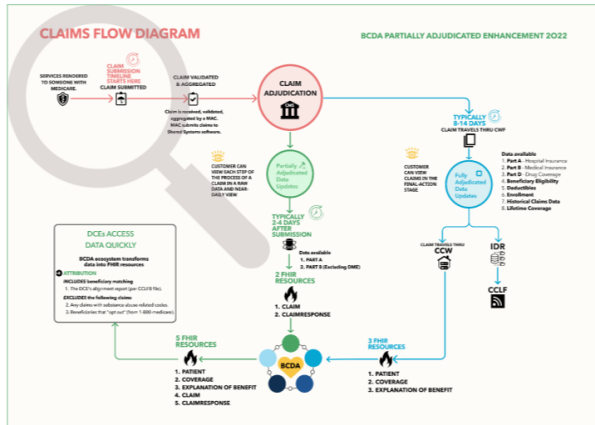 CLAIMS FLOW DIAGRAM
BCDA PARTIALLY ADJUDICATED ENHANCEMENT 2022
SERVICES RENDERED
TO SOMEONE WITH
MEDICARE.
CLAIM
SUBMISSION
TIMELINE
STARTS HERE
CLAIM SUBMITTED
CLAIM VALIDATED
& AGGREGATED
Claim is received, validated,
aggregated by a MAC.
MAC submits claims to
Shared Systems software.
CLAIM
ADJUDICATION
TYPICALLY
8-14 DAYS
CLAIM TRAVELS THRU CWF
CUSTOMER CAN
VIEW EACH STEP OF
THE PROCESS OF A
CLAIM IN A RAW
DATA AND NEAR-
DAILY VIEW
Partially
Adjudicated
Data
Updates
CUSTOMER
CAN VIEW
CLAIMS IN THE
FINAL-ACTION
STAGE
Fully
Adjudicated
Data
Updates
Data available
1. Part A - Hospital Insurance
2. Part B - Medical Insurance
3. Part D - Drug Coverage
4. Beneficiary Eligibility
5. Deductibles
6. Enrollment
7. Historical Claims Data
8. Lifetime Coverage
TYPICALLY
2-4 DAYS
AFTER
SUBMISSION
Data available
1. PART A
2. PART B (Excluding DME)
CLAIM TRAVELS THRU
CCW
IDR
CCLF
DCEs ACCESS
DATA QUICKLY
BCDA ecosystem transforms
data into FHIR resources
ATTRIBUTION
INCLUDES beneficiary matching
1. The DCE's alignment report (per CCLF8 file).
EXCLUDES the following claims
2. Any claims with substance abuse related codes.
3. Beneficiaries that "opt out" (from 1-800-medicare).
2 FHIR
RESOURCES
1. CLAIM
2. CLAIMRESPONSE
5 FHIR
RESOURCES
1. PATIENT
2. COVERAGE
3. EXPLANATION OF BENEFIT
4. CLAIM
5. CLAIMRESPONSE
BCDA
3 FHIR
RESOURCES
1. PATIENT
2. COVERAGE
3. EXPLANATION OF BENEFIT